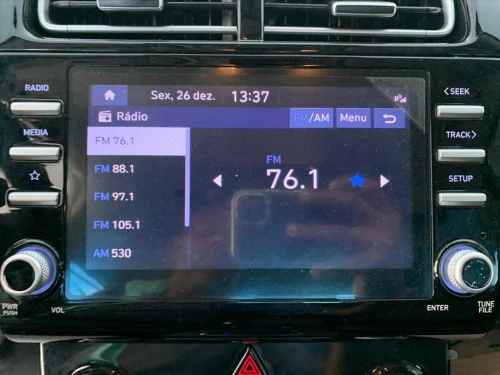 RADIO
MEDIA
PWR
PUSH
VOL
Sex, 26 dez. 13:37
Rádio FM/AM Menu
FM 76.1
FM 88.1
FM 97.1
FM 105.1
AM 530
FM
76.1
SEEK
TRACK
SETUP
ENTER
TUNE
FILE